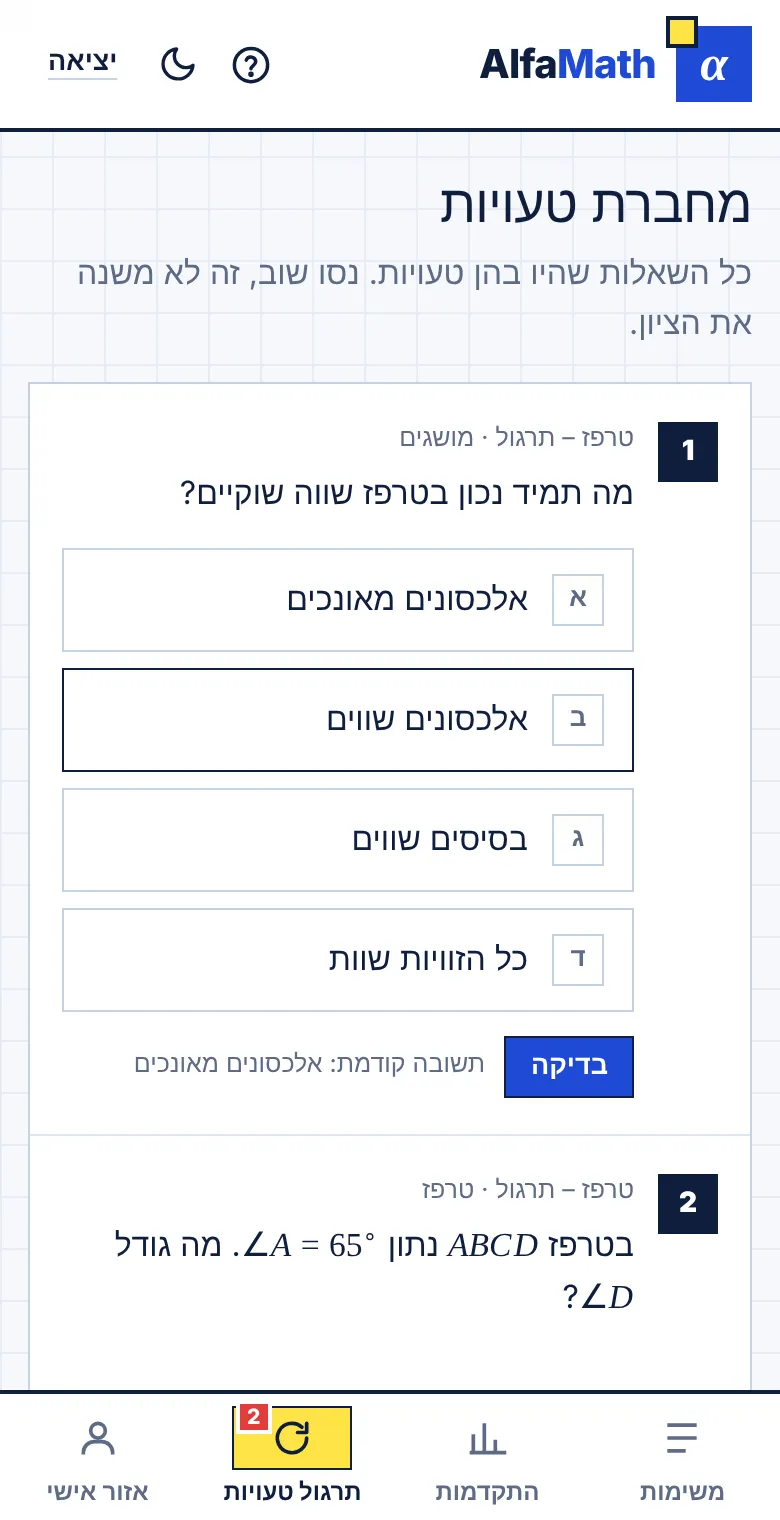 α AlfaMath
יציאה
מחברת טעויות
כל השאלות שהיו בהן טעויות. נסו שוב, זה לא משנה
את הציון.
1
טרפז – תרגול · מושגים
מה תמיד נכון בטרפז שווה שוקיים?
א אלכסונים מאונכים
ב אלכסונים שווים
ג בסיסים שווים
ד כל הזוויות שוות
בדיקה תשובה קודמת: אלכסונים מאונכים
2
טרפז – תרגול · טרפז
בטרפז ABCD נתון ∠A = 65°. מה גודל
∠D?
משימות
התקדמות
2
תרגול טעויות
אזור אישי